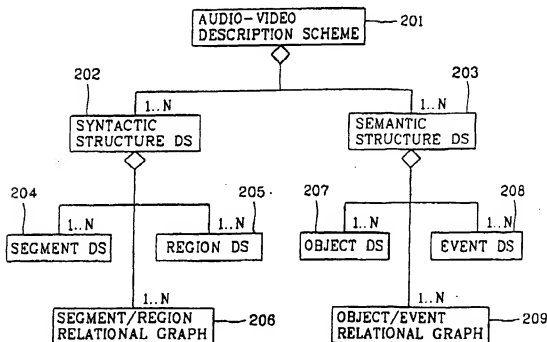 AUDIO-VIDEO
DESCRIPTION SCHEME
201
202
203
1..N
1..N
SYNTACTIC
STRUCTURE DS
SEMANTIC
STRUCTURE DS
204
205
207
208
1..N
1..N
1..N
1..N
SEGMENT DS
REGION DS
OBJECT DS
EVENT DS
1..N
1..N
SEGMENT/REGION
RELATIONAL GRAPH
206
OBJECT/EVENT
RELATIONAL GRAPH
209